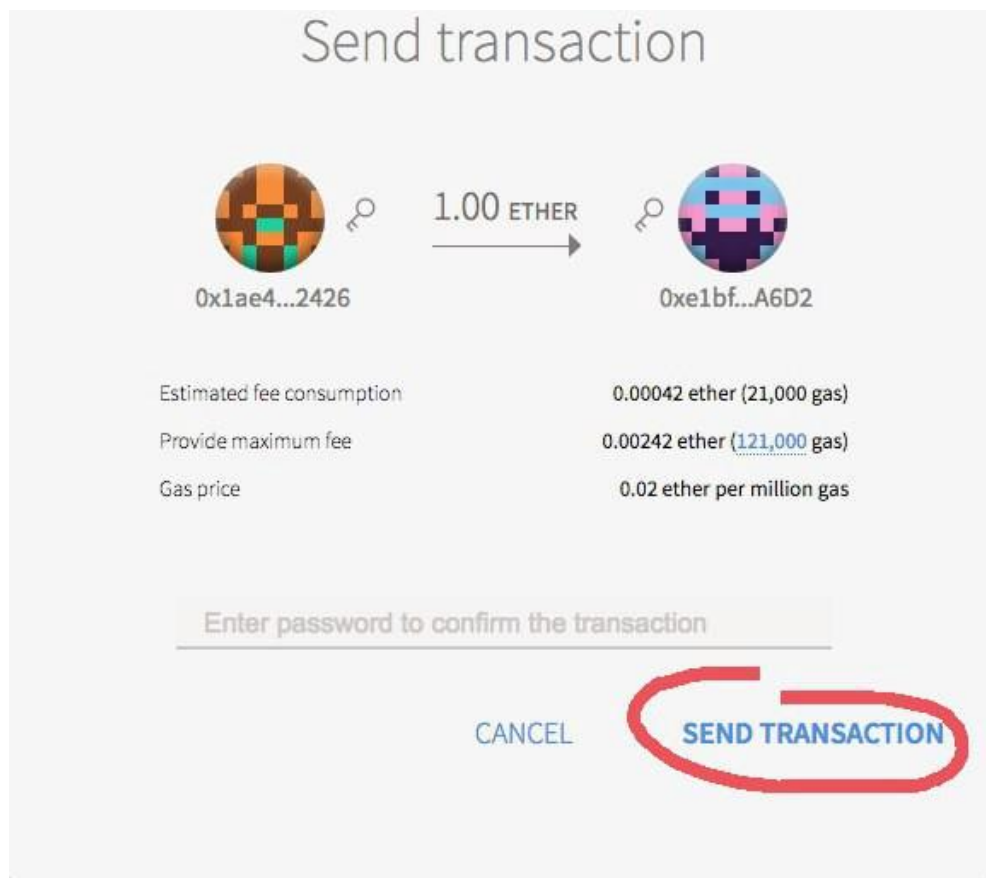 Send transaction
1.00 ETHER
0x1ae4...2426
0xe1bf...A6D2
Estimated fee consumption 0.00042 ether (21,000 gas)
Provide maximum fee 0.00242 ether (121,000 gas)
Gas price 0.02 ether per million gas
Enter password to confirm the transaction
CANCEL SEND TRANSACTION